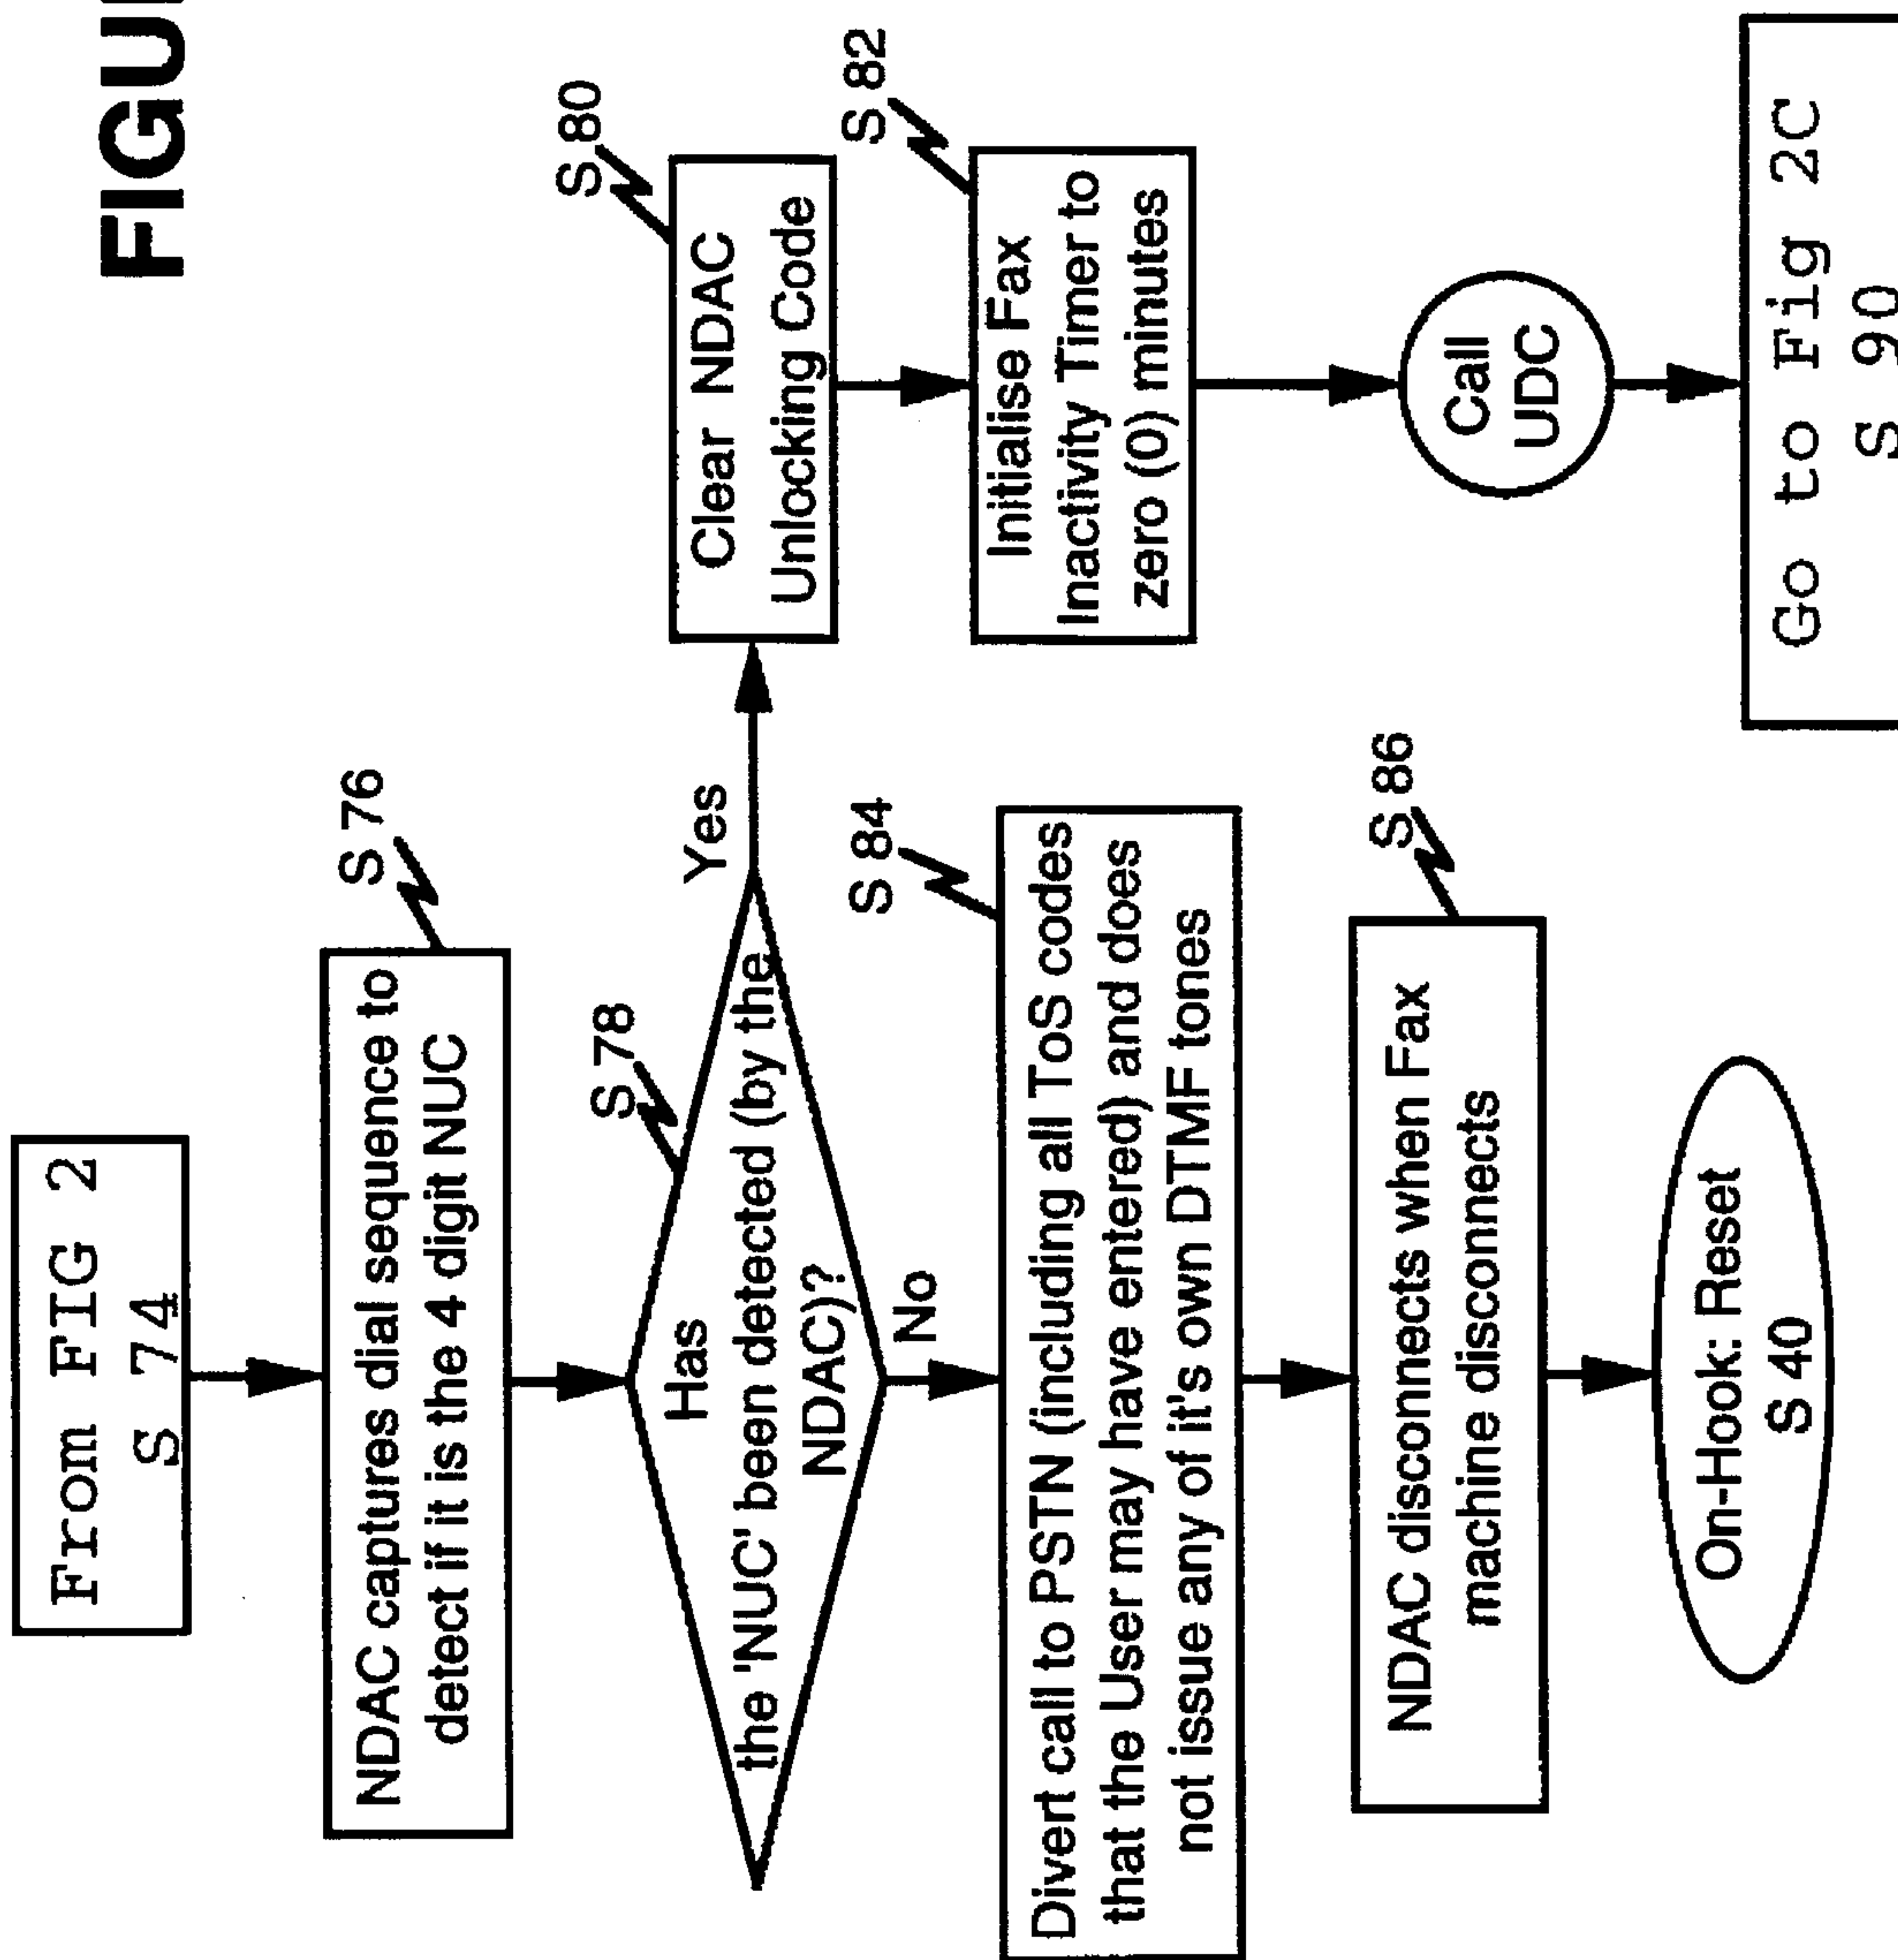 FIGU
From FIG 2
S 74
S 76
NDAC captures dial sequence to
detect if it is the 4 digit NUC
S 78
Has
the 'NUC' been detected (by the
NDAC)?
Yes
No
S 80
Clear NDAC
Unlocking Code
S 82
Initialise Fax
Inactivity Timer to
zero (0) minutes
Call
UDC
Go to Fig 2C
S 90
S 84
Divert call to PSTN (including all ToS codes
that the User may have entered) and does
not issue any of it's own DTMF tones
S 86
NDAC disconnects when Fax
machine disconnects
On-Hook: Reset
S 40